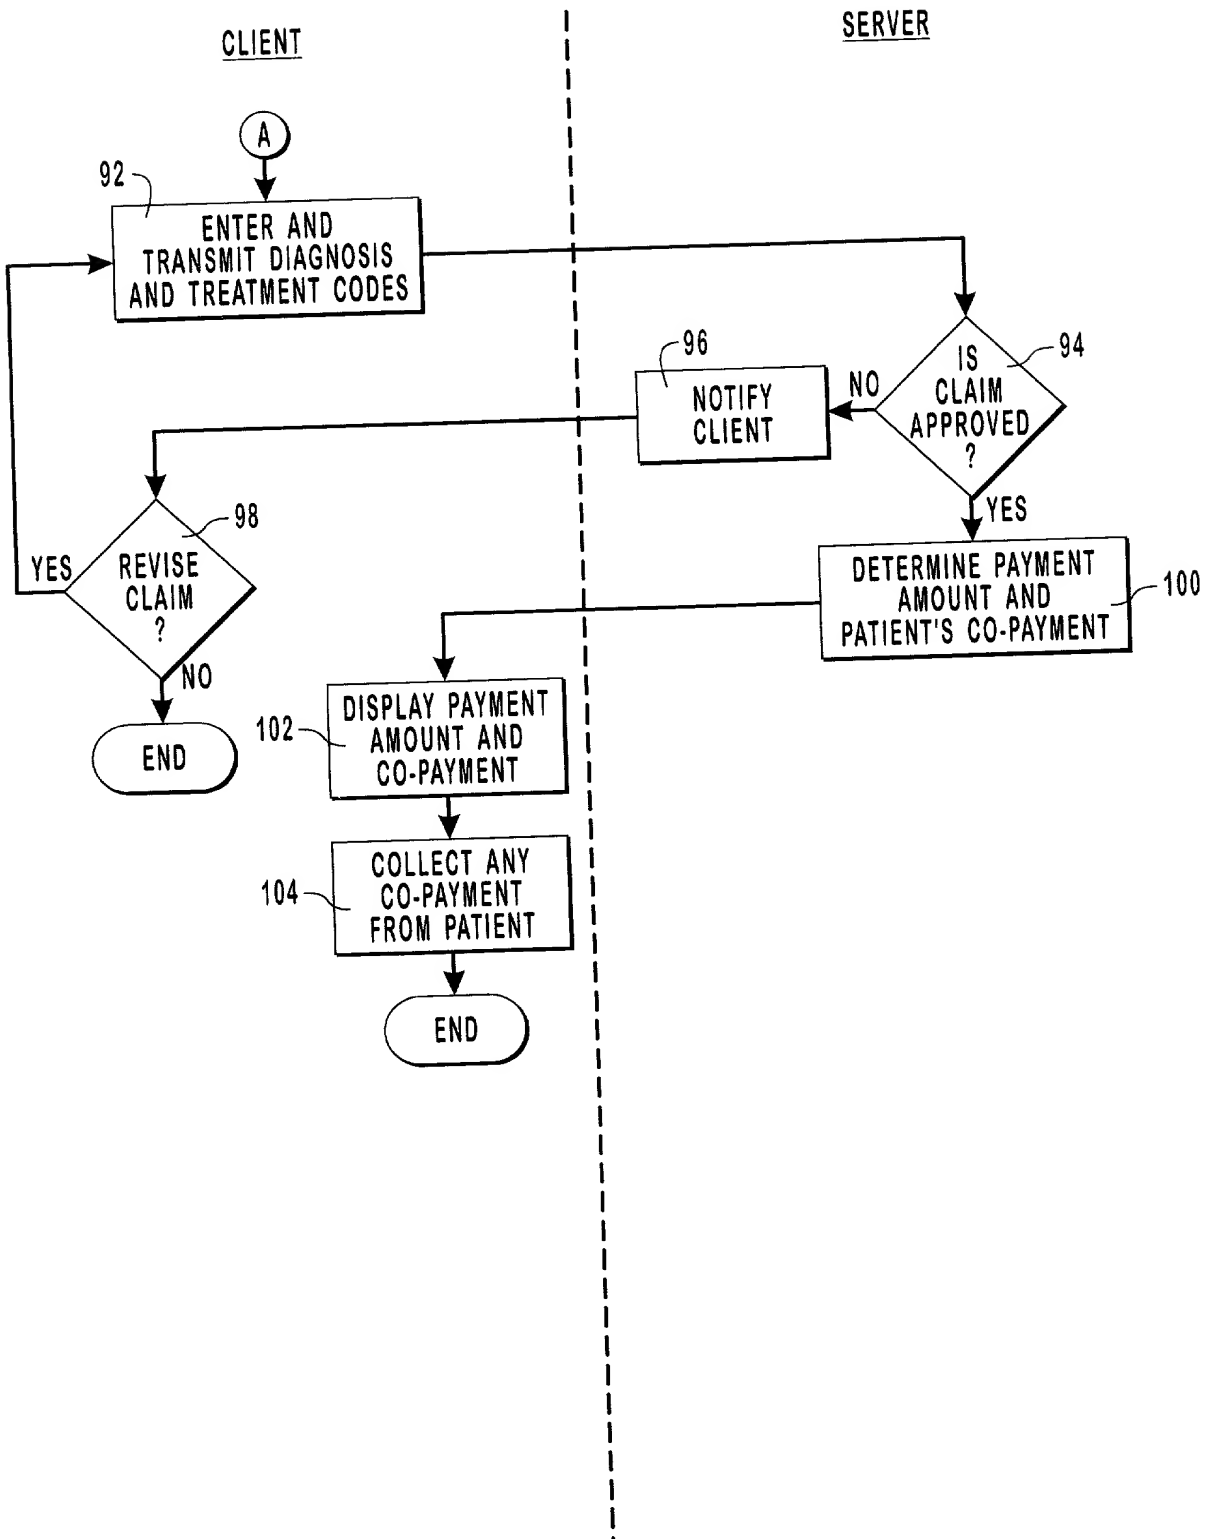 CLIENT
SERVER
A
92
ENTER AND
TRANSMIT DIAGNOSIS
AND TREATMENT CODES
96
NOTIFY
CLIENT
NO
94
IS
CLAIM
APPROVED
?
YES
98
YES
REVISE
CLAIM
?
NO
END
DETERMINE PAYMENT
AMOUNT AND
PATIENT'S CO-PAYMENT
100
102
DISPLAY PAYMENT
AMOUNT AND
CO-PAYMENT
104
COLLECT ANY
CO-PAYMENT
FROM PATIENT
END